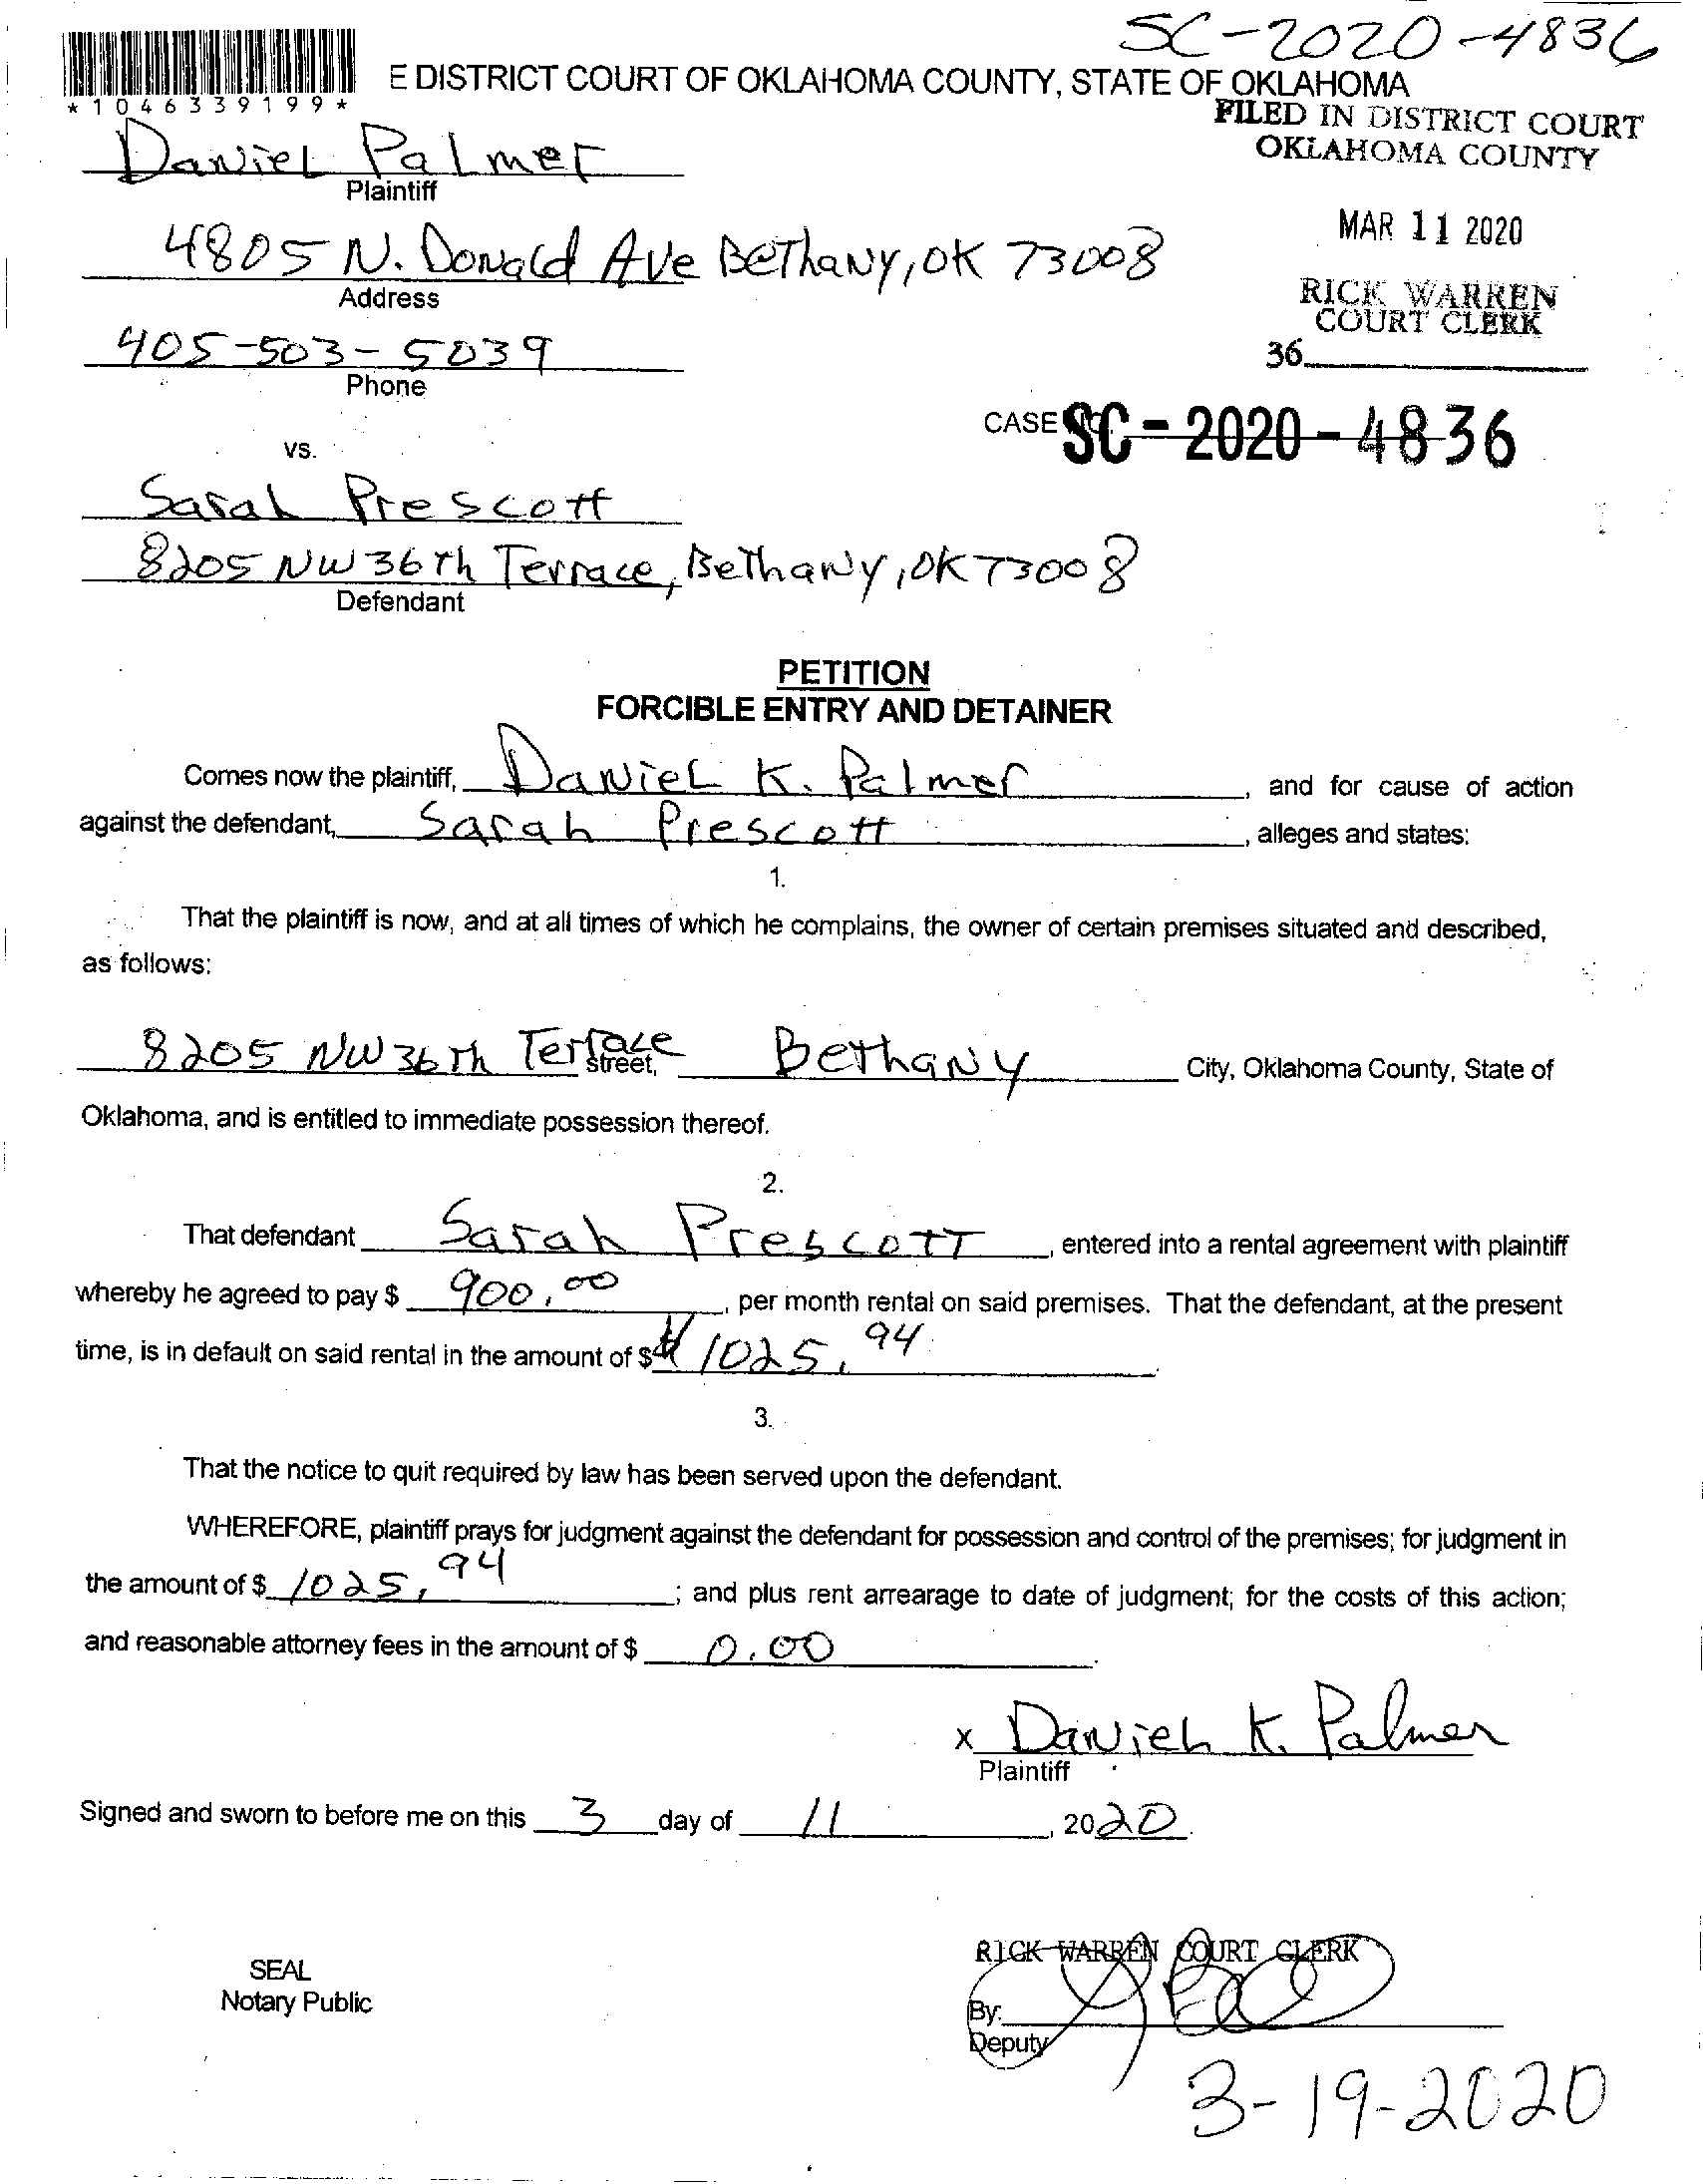 SC-2020-4836
E DISTRICT COURT OF OKLAHOMA COUNTY, STATE OF OKLAHOMA
*1046339199*
FILED IN DISTRICT COURT
OKLAHOMA COUNTY
Daniel Palmer
Plaintiff
MAR 11 2020
4805 N. Donald Ave Bethany, OK 73008
Address
RICK WARREN
COURT CLERK
405-503-5039
36
Phone
CASE SC-2020-4836
vs.
Sarah Prescott
8205 NW 36th Terrace, Bethany, OK 73008
Defendant
PETITION
FORCIBLE ENTRY AND DETAINER
Comes now the plaintiff, Daniel K. Palmer, and for cause of action
against the defendant, Sarah Prescott, alleges and states:
1.
That the plaintiff is now, and at all times of which he complains, the owner of certain premises situated and described,
as follows:
8205 NW 36Th Terrace street, Bethany City, Oklahoma County, State of
Oklahoma, and is entitled to immediate possession thereof.
2.
That defendant Sarah Prescott, entered into a rental agreement with plaintiff
whereby he agreed to pay $ 900.00, per month rental on said premises. That the defendant, at the present
time, is in default on said rental in the amount of $ 1025.94.
3.
That the notice to quit required by law has been served upon the defendant.
WHEREFORE, plaintiff prays for judgment against the defendant for possession and control of the premises; for judgment in
the amount of $ 1025.94; and plus rent arrearage to date of judgment; for the costs of this action;
and reasonable attorney fees in the amount of $ 0.00.
x Daniel K. Palmer
Plaintiff
Signed and sworn to before me on this 3 day of 11, 2020.
RICK WARREN COURT CLERK
SEAL
Notary Public
By:
Deputy
3-19-2020